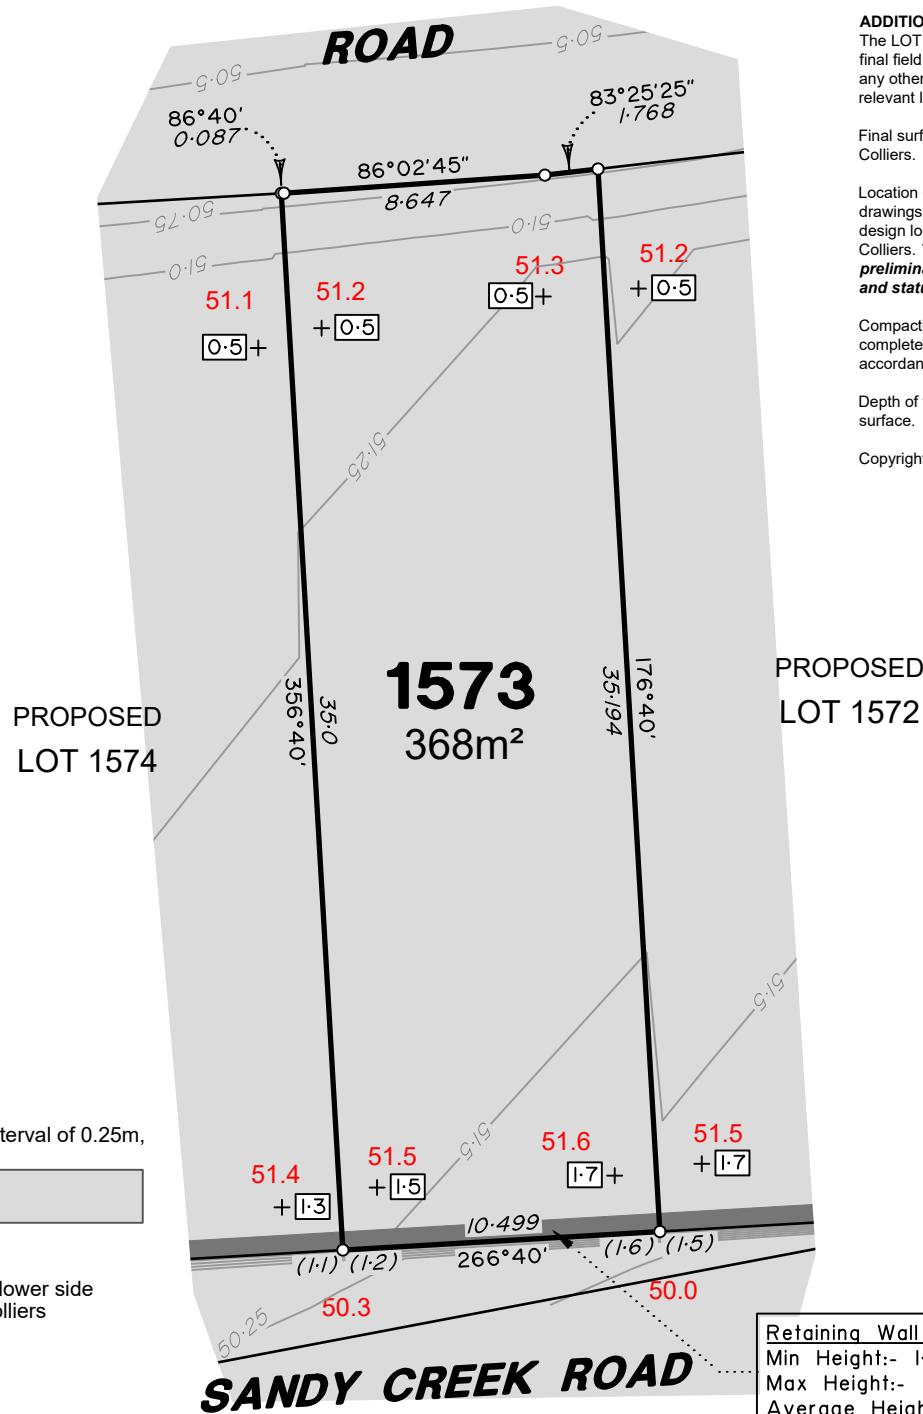 ROAD
50·5
50·5
86°40'
0·087
83°25'25"
1·768
86°02'45"
8·647
50·75
51·0
51·0
51.1
51.2
51.3
51.2
0·5
0·5
0·5
0·5
51·25
1573
368m²
356°40'
35·0
176°40'
35·194
PROPOSED
LOT 1574
PROPOSED
LOT 1572
51·5
51·5
51.4
51.5
51.6
51.5
1·3
1·5
1·7
1·7
10·499
266°40'
(1·1) (1·2)
(1·6) (1·5)
50.3
50.0
50·25
SANDY CREEK ROAD
terval of 0.25m,
lower side
olliers
Retaining Wall
Min Height:- 1·
Max Height:-
Average Heigh
ADDITIO
The LOT
final field
any other
relevant l
Final surf
Colliers.
Location
drawings
design lo
Colliers.
prelimina
and statu
Compact
complete
accordan
Depth of
surface.
Copyright